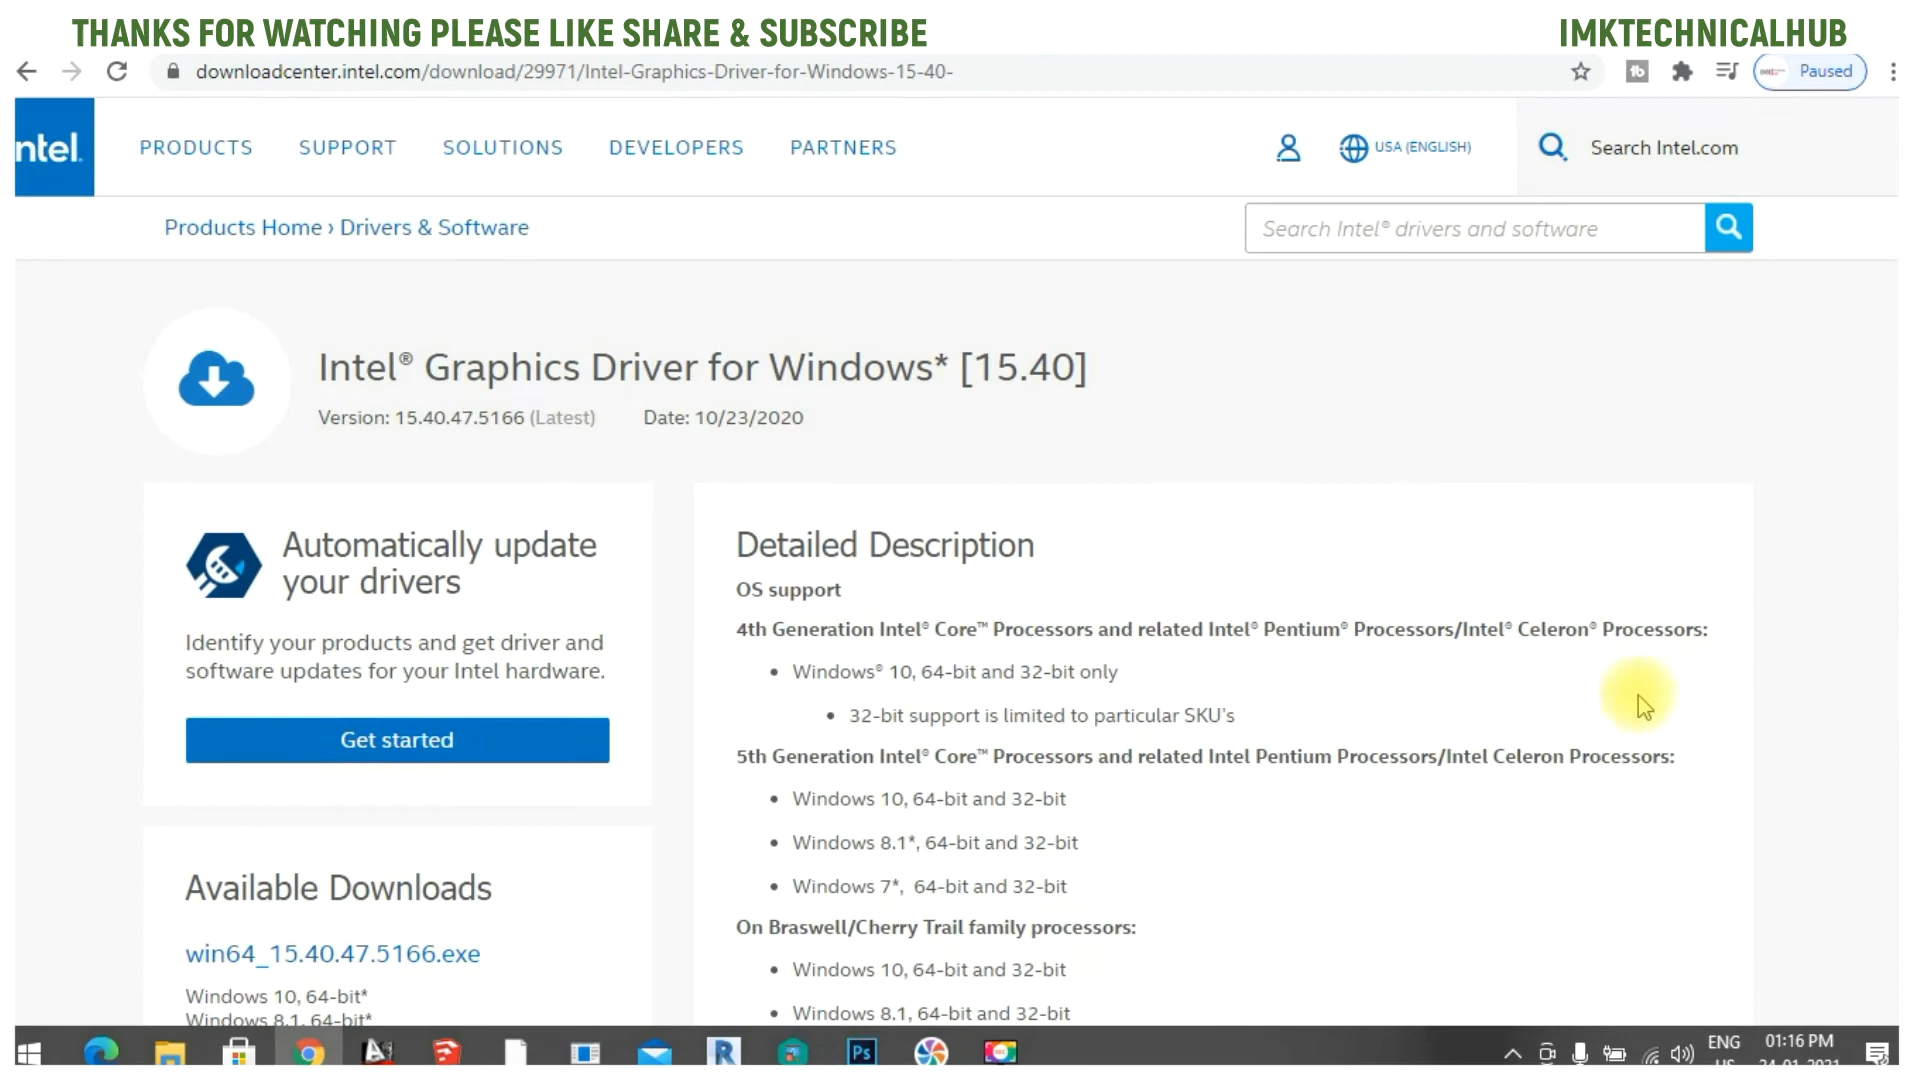 THANKS FOR WATCHING PLEASE LIKE SHARE & SUBSCRIBE
IMKTECHNICALHUB
downloadcenter.intel.com/download/29971/Intel-Graphics-Driver-for-Windows-15-40-
Paused
ntel.
PRODUCTS SUPPORT SOLUTIONS DEVELOPERS PARTNERS
USA (ENGLISH)
Search Intel.com
Products Home › Drivers & Software
Search Intel® drivers and software
Intel® Graphics Driver for Windows* [15.40]
Version: 15.40.47.5166 (Latest) Date: 10/23/2020
Automatically update
your drivers
Identify your products and get driver and
software updates for your Intel hardware.
Get started
Available Downloads
win64_15.40.47.5166.exe
Windows 10, 64-bit*
Windows 8.1, 64-bit*
Detailed Description
OS support
4th Generation Intel® Core™ Processors and related Intel® Pentium® Processors/Intel® Celeron® Processors:
• Windows® 10, 64-bit and 32-bit only
• 32-bit support is limited to particular SKU's
5th Generation Intel® Core™ Processors and related Intel Pentium Processors/Intel Celeron Processors:
• Windows 10, 64-bit and 32-bit
• Windows 8.1*, 64-bit and 32-bit
• Windows 7*, 64-bit and 32-bit
On Braswell/Cherry Trail family processors:
• Windows 10, 64-bit and 32-bit
• Windows 8.1, 64-bit and 32-bit
R
Ps
ENG
01:16 PM